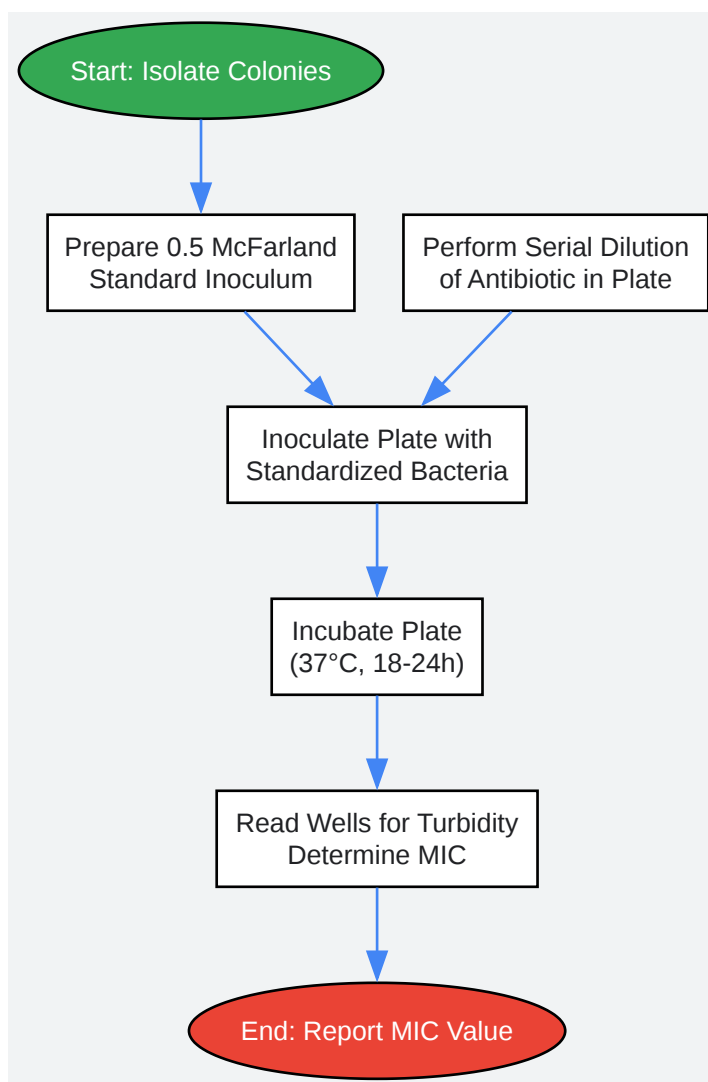 Start: Isolate Colonies
Prepare 0.5 McFarland
Standard Inoculum
Perform Serial Dilution
of Antibiotic in Plate
Inoculate Plate with
Standardized Bacteria
Incubate Plate
(37°C, 18-24h)
Read Wells for Turbidity
Determine MIC
End: Report MIC Value